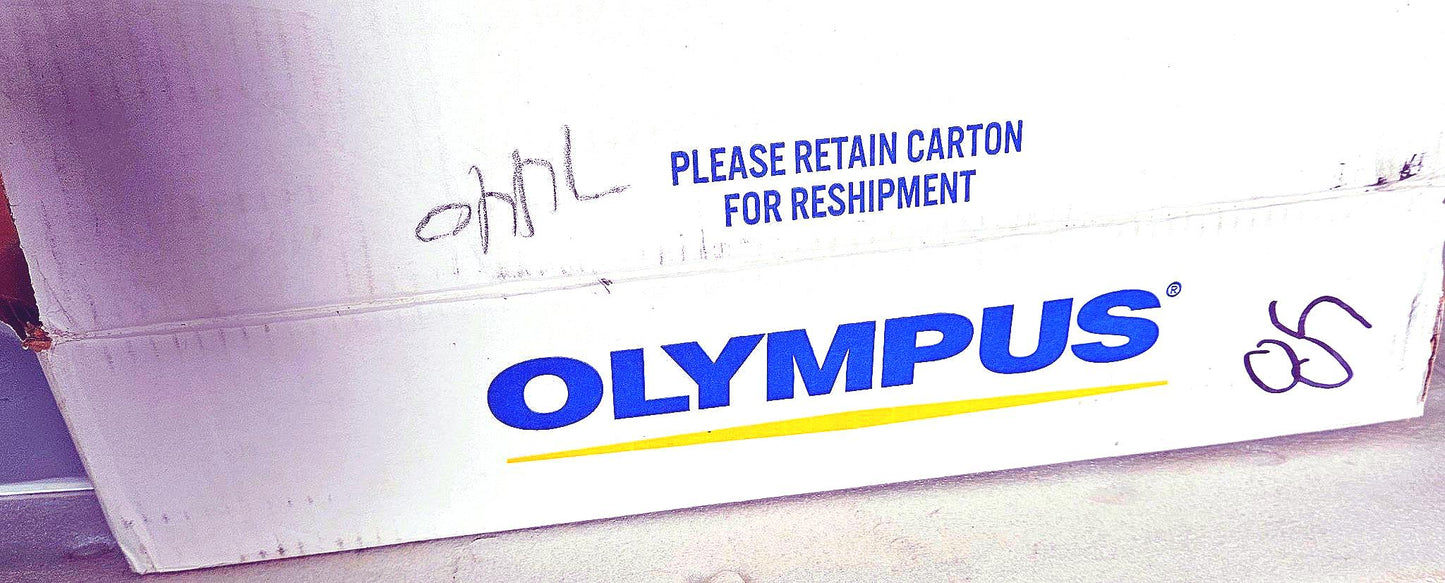 PLEASE RETAIN CARTON
FOR RESHIPMENT
OLYMPUS®